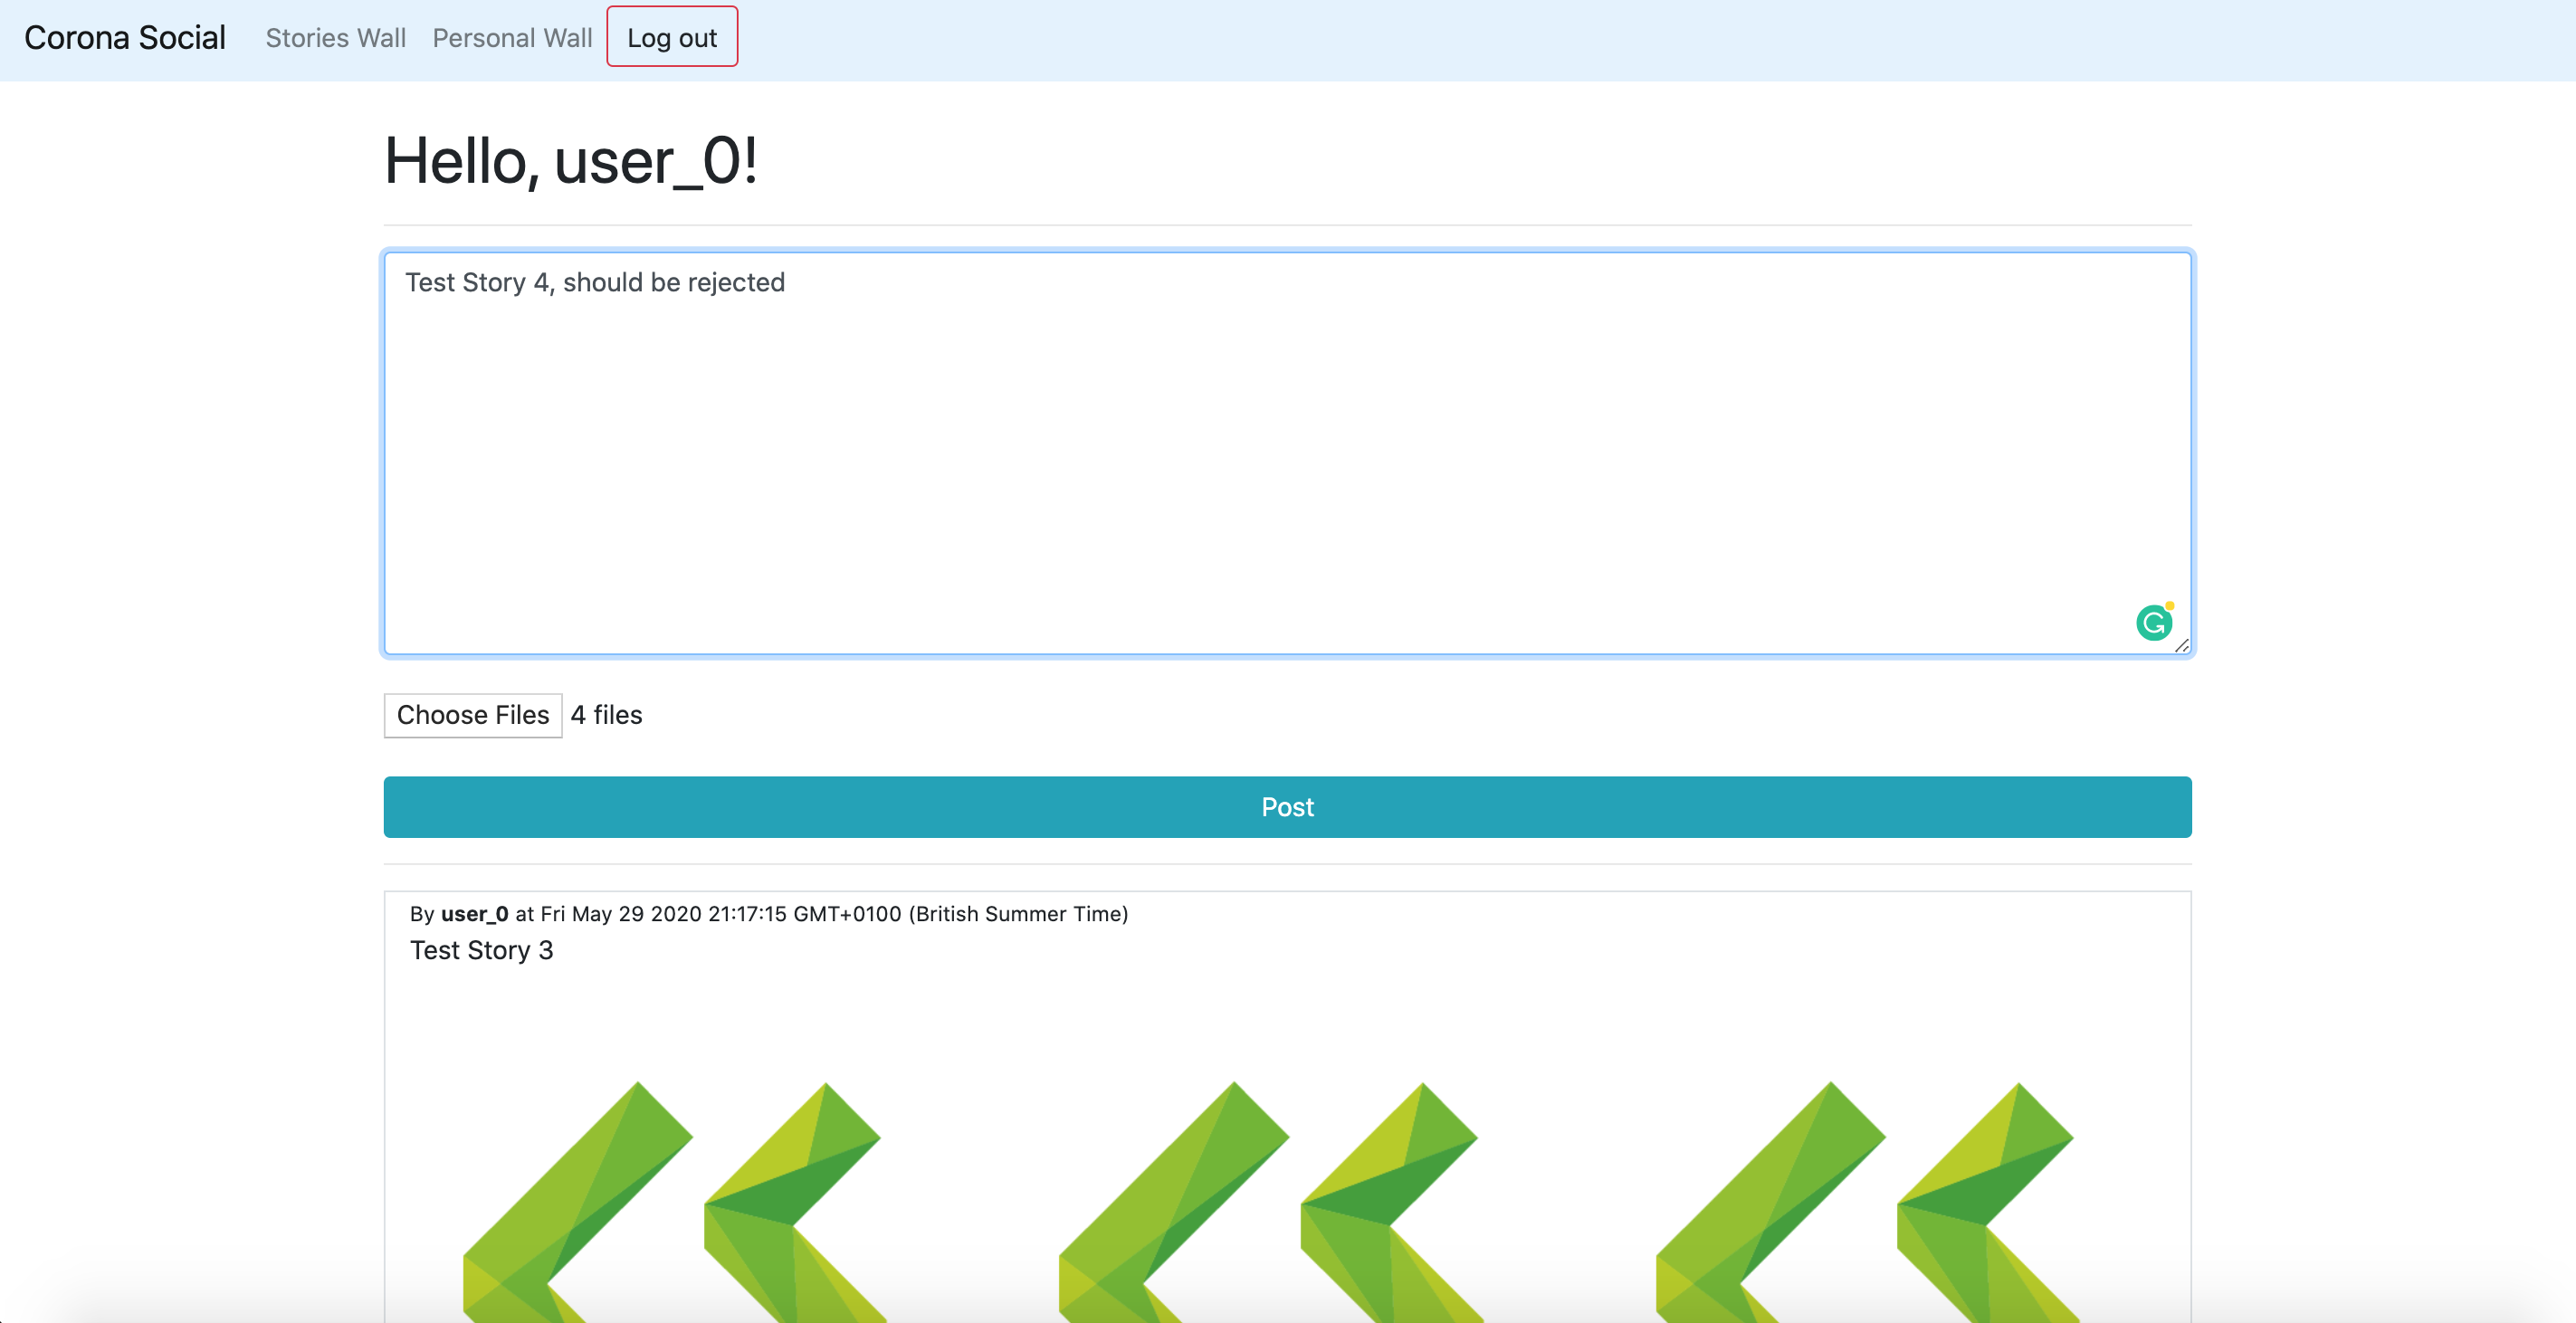 Corona Social Stories Wall Personal Wall Log out
Hello, user_0!
Test Story 4, should be rejected
Choose Files 4 files
Post
By user_0 at Fri May 29 2020 21:17:15 GMT+0100 (British Summer Time)
Test Story 3